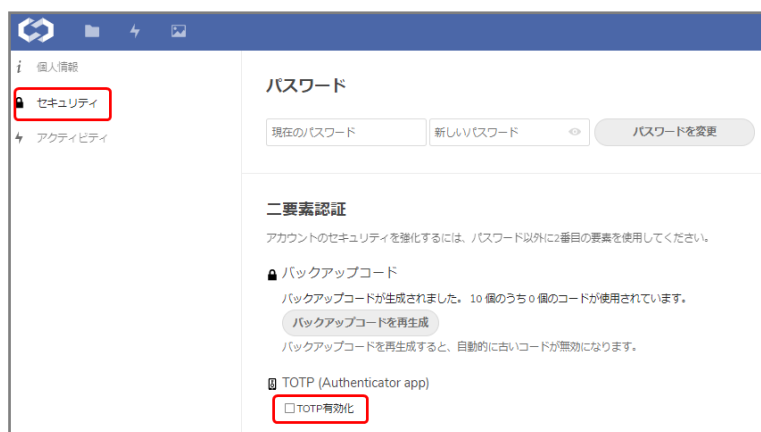 個人情報
セキュリティ
アクティビティ
パスワード
現在のパスワード 新しいパスワード パスワードを変更
二要素認証
アカウントのセキュリティを強化するには、パスワード以外に2番目の要素を使用してください。
バックアップコード
バックアップコードが生成されました。 10 個のうち 0 個のコードが使用されています。
バックアップコードを再生成
バックアップコードを再生成すると、自動的に古いコードが無効になります。
TOTP (Authenticator app)
TOTP有効化